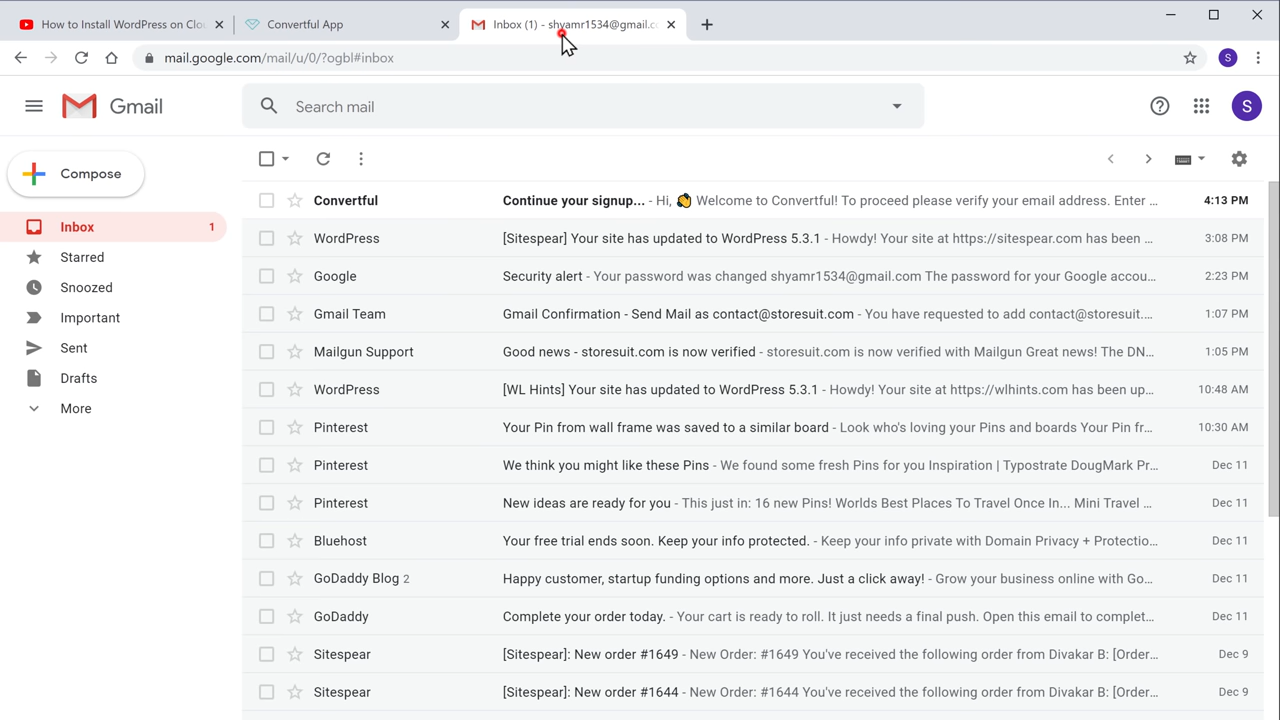 How to Install WordPress on Clou
Convertful App
Inbox (1) - shyamr1534@gmail.c
mail.google.com/mail/u/0/?ogbl#inbox
S
Gmail
Search mail
S
Compose
Inbox 1
Starred
Snoozed
Important
Sent
Drafts
More
Convertful Continue your signup... - Hi, 👏 Welcome to Convertful! To proceed please verify your email address. Enter ... 4:13 PM
WordPress [Sitespear] Your site has updated to WordPress 5.3.1 - Howdy! Your site at https://sitespear.com has been ... 3:08 PM
Google Security alert - Your password was changed shyamr1534@gmail.com The password for your Google accou... 2:23 PM
Gmail Team Gmail Confirmation - Send Mail as contact@storesuit.com - You have requested to add contact@storesuit.... 1:07 PM
Mailgun Support Good news - storesuit.com is now verified - storesuit.com is now verified with Mailgun Great news! The DN... 1:05 PM
WordPress [WL Hints] Your site has updated to WordPress 5.3.1 - Howdy! Your site at https://wlhints.com has been up... 10:48 AM
Pinterest Your Pin from wall frame was saved to a similar board - Look who's loving your Pins and boards Your Pin fr... 10:30 AM
Pinterest We think you might like these Pins - We found some fresh Pins for you Inspiration | Typostrate DougMark Pr... Dec 11
Pinterest New ideas are ready for you - This just in: 16 new Pins! Worlds Best Places To Travel Once In... Mini Travel ... Dec 11
Bluehost Your free trial ends soon. Keep your info protected. - Keep your info private with Domain Privacy + Protectio... Dec 11
GoDaddy Blog 2 Happy customer, startup funding options and more. Just a click away! - Grow your business online with Go... Dec 11
GoDaddy Complete your order today. - Your cart is ready to roll. It just needs a final push. Open this email to complet... Dec 11
Sitespear [Sitespear]: New order #1649 - New Order: #1649 You've received the following order from Divakar B: [Order... Dec 9
Sitespear [Sitespear]: New order #1644 - New Order: #1644 You've received the following order from Divakar B: [Order... Dec 9